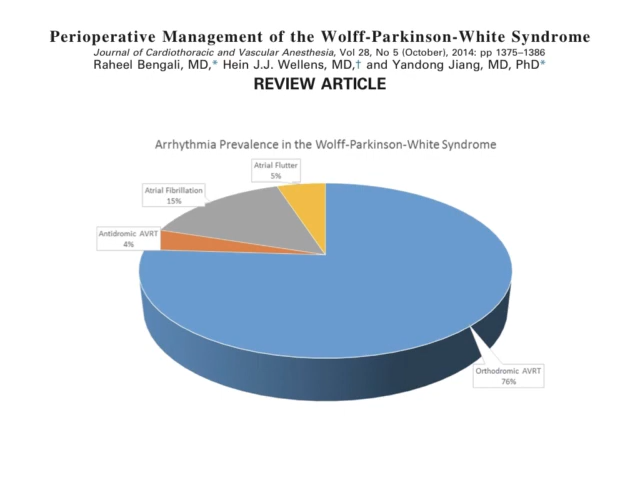 Perioperative Management of the Wolff-Parkinson-White Syndrome
Journal of Cardiothoracic and Vascular Anesthesia, Vol 28, No 5 (October), 2014: pp 1375–1386
Raheel Bengali, MD,* Hein J.J. Wellens, MD,† and Yandong Jiang, MD, PhD*
REVIEW ARTICLE
Arrhythmia Prevalence in the Wolff-Parkinson-White Syndrome
Atrial Flutter
5%
Atrial Fibrillation
15%
Antidromic AVRT
4%
Orthodromic AVRT
76%